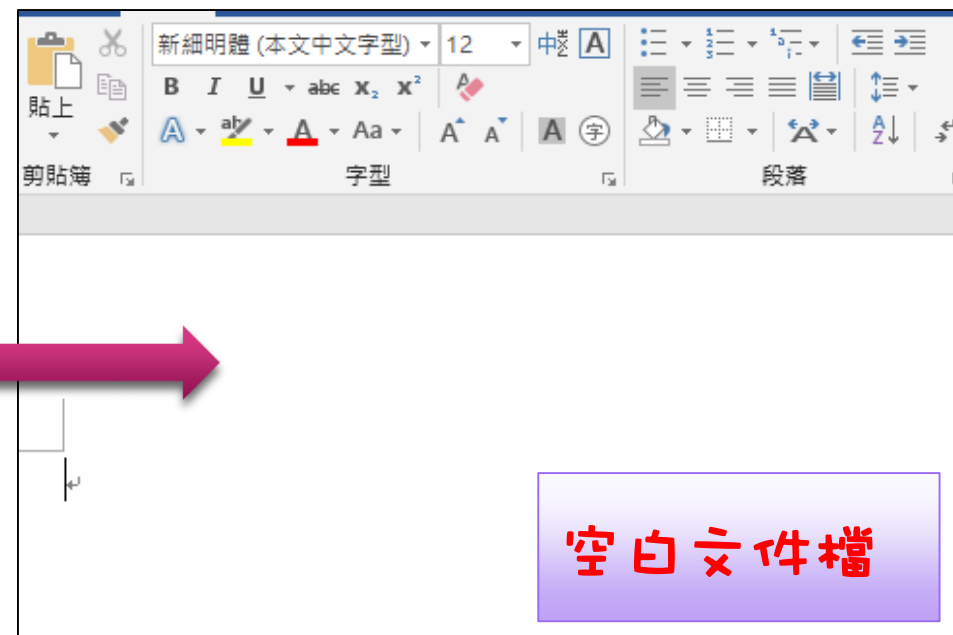 新細明體 (本文中文字型) 12 中 A
貼上 B I U abc X₂ X²
A aby A Aa A A A 字 A Z
剪貼簿 字型 段落
空白文件檔